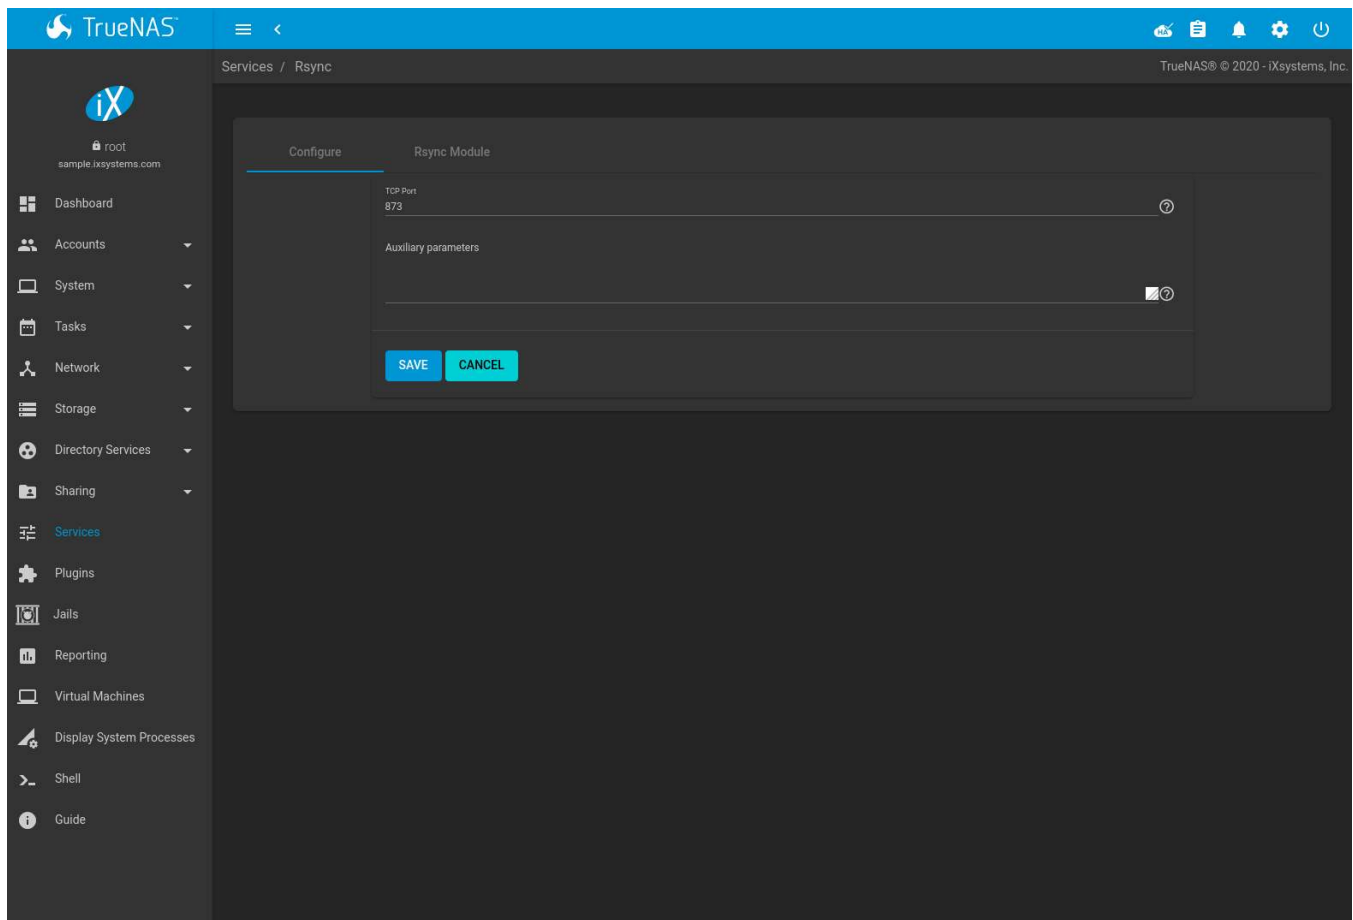 TrueNAS
HA
Services / Rsync
TrueNAS® © 2020 - iXsystems, Inc.
iX
root
sample.ixsystems.com
Configure
Rsync Module
TCP Port
873
Auxiliary parameters
SAVE
CANCEL
Dashboard
Accounts
System
Tasks
Network
Storage
Directory Services
Sharing
Services
Plugins
Jails
Reporting
Virtual Machines
Display System Processes
Shell
Guide